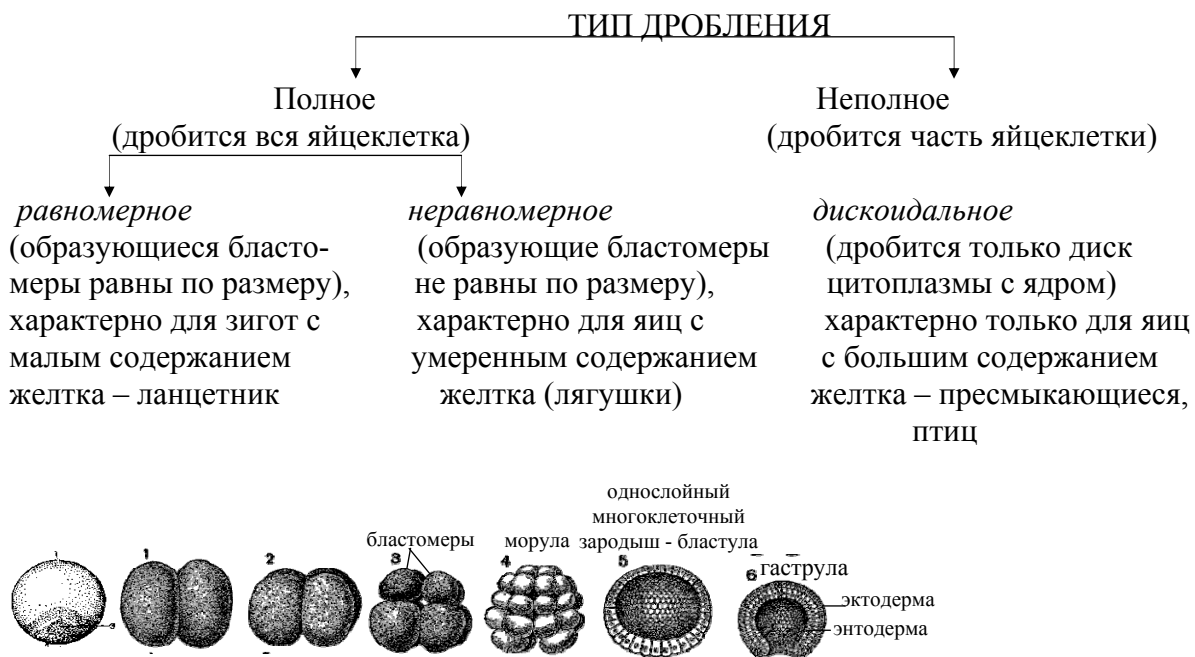 ТИП ДРОБЛЕНИЯ
Полное
(дробится вся яйцеклетка)
Неполное
(дробится часть яйцеклетки)
равномерное
(образующиеся бласто-
меры равны по размеру),
характерно для зигот с
малым содержанием
желтка – ланцетник
неравномерное
(образующие бластомеры
не равны по размеру),
характерно для яиц с
умеренным содержанием
желтка (лягушки)
дискоидальное
(дробится только диск
цитоплазмы с ядром)
характерно только для яиц
с большим содержанием
желтка – пресмыкающиеся,
птиц
1
2
бластомеры
3
морула
4
однослойный
многоклеточный
зародыш - бластула
5
6
гаструла
эктодерма
энтодерма